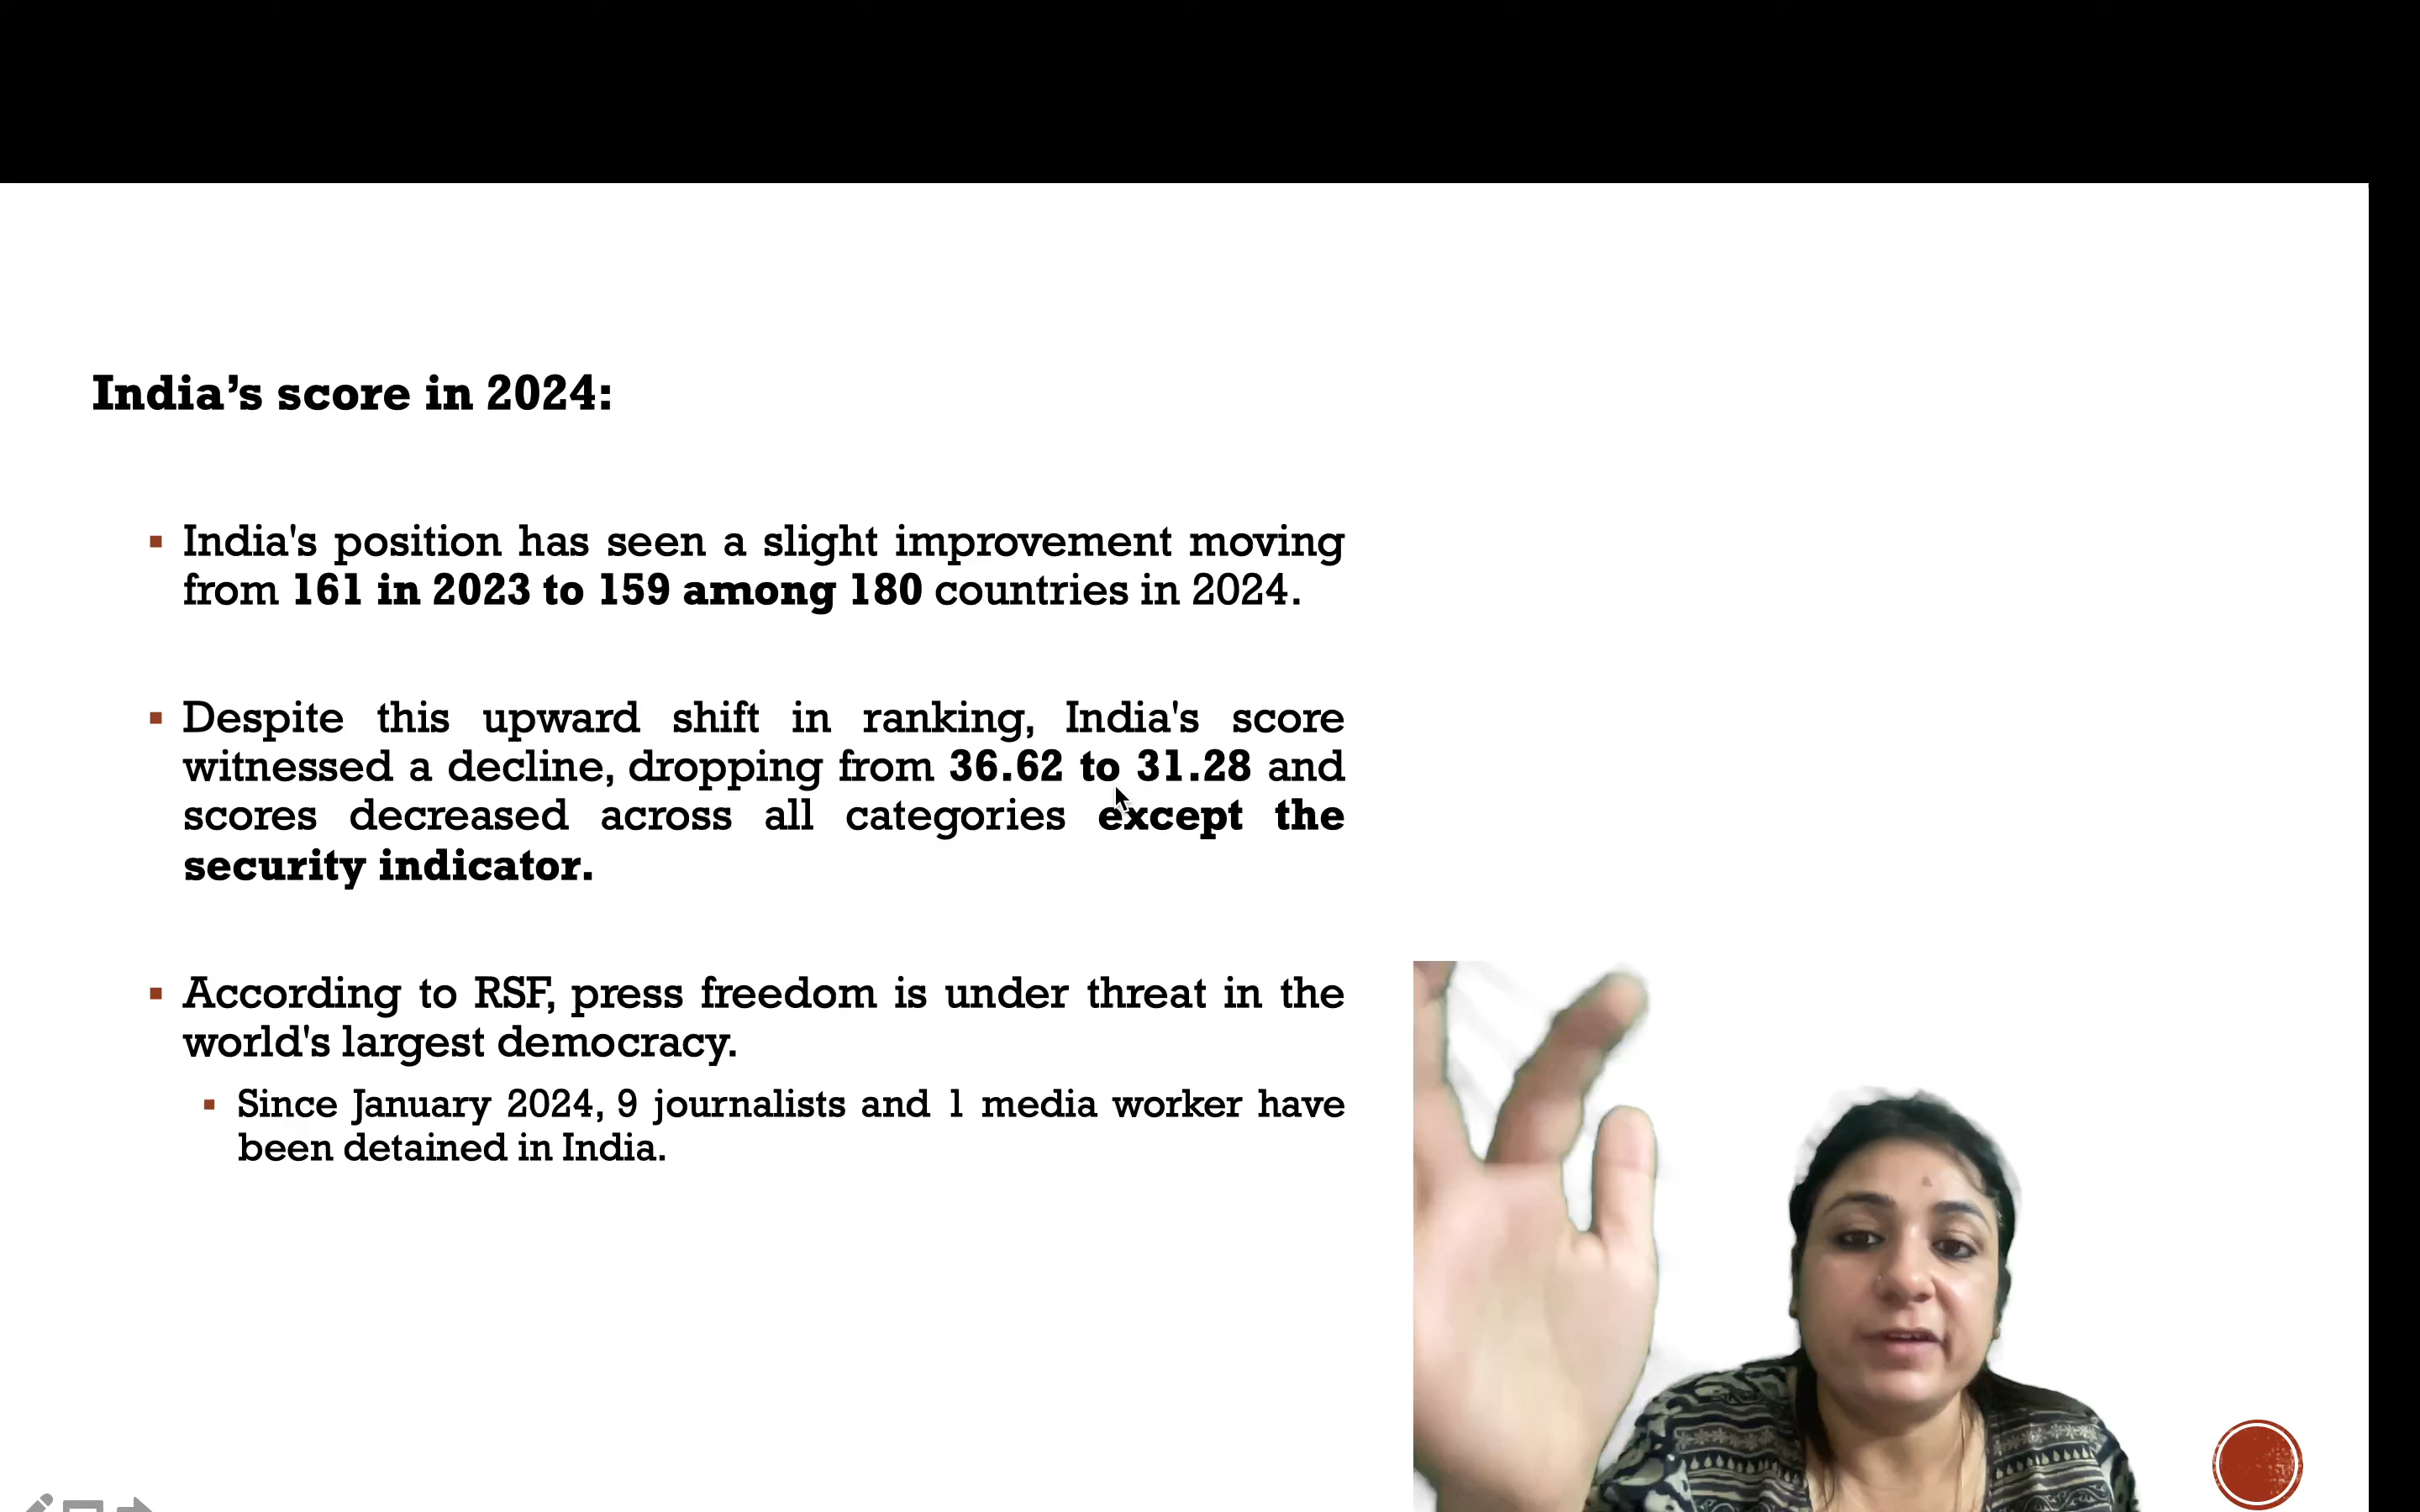 India’s score in 2024:
India's position has seen a slight improvement moving
from 161 in 2023 to 159 among 180 countries in 2024.
Despite this upward shift in ranking, India's score
witnessed a decline, dropping from 36.62 to 31.28 and
scores decreased across all categories except the
security indicator.
According to RSF, press freedom is under threat in the
world's largest democracy.
Since January 2024, 9 journalists and 1 media worker have
been detained in India.